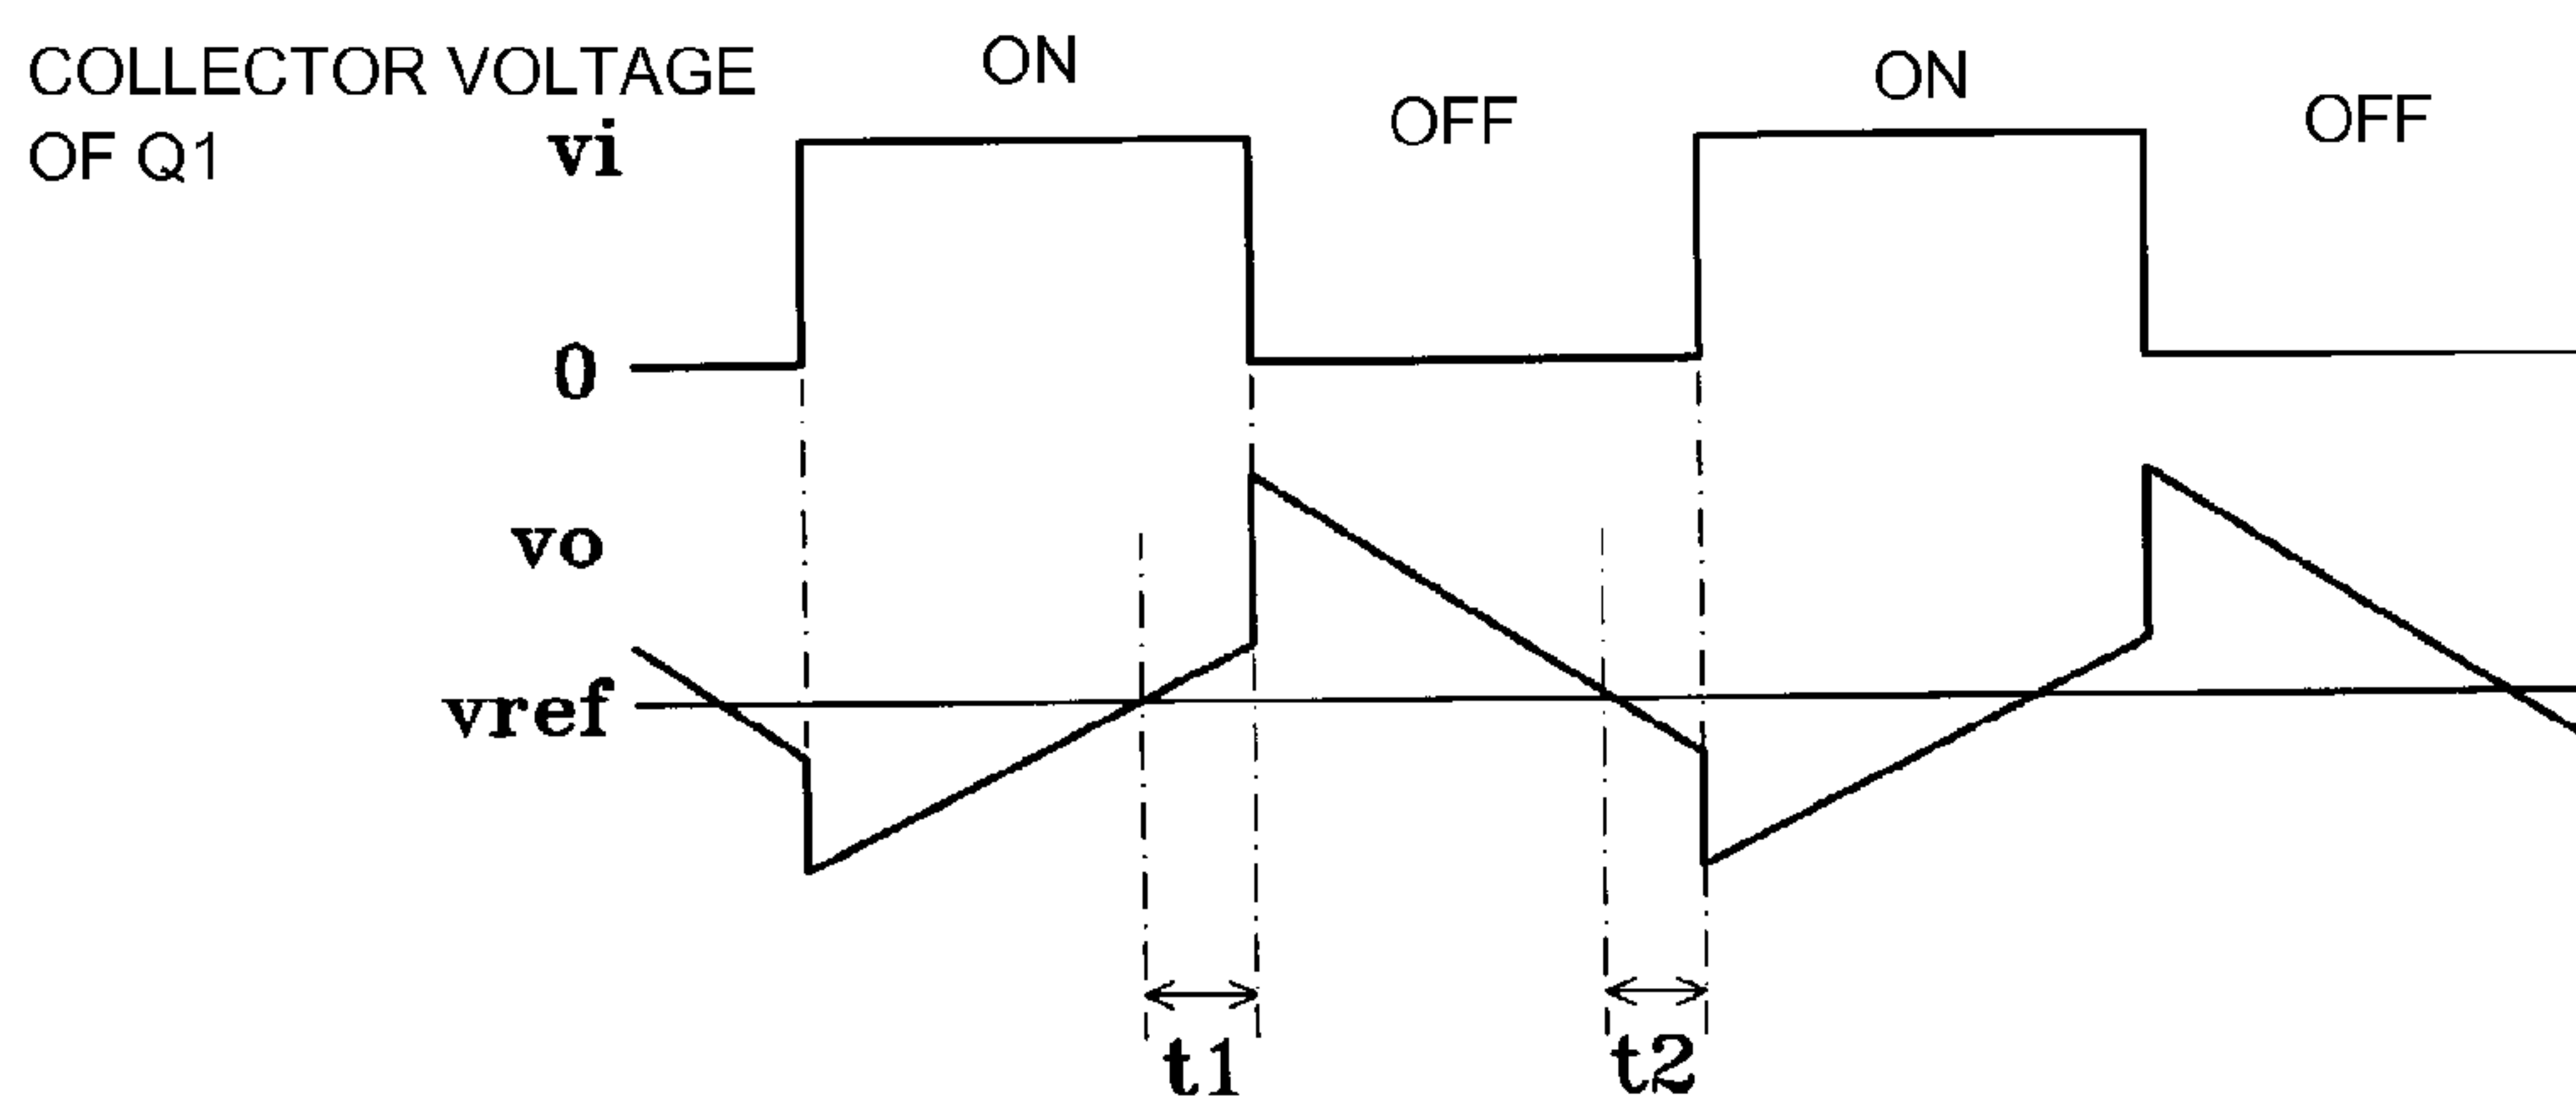 COLLECTOR VOLTAGE
OF Q1
vi
ON
OFF
ON
OFF
0
vo
vref
t1
t2